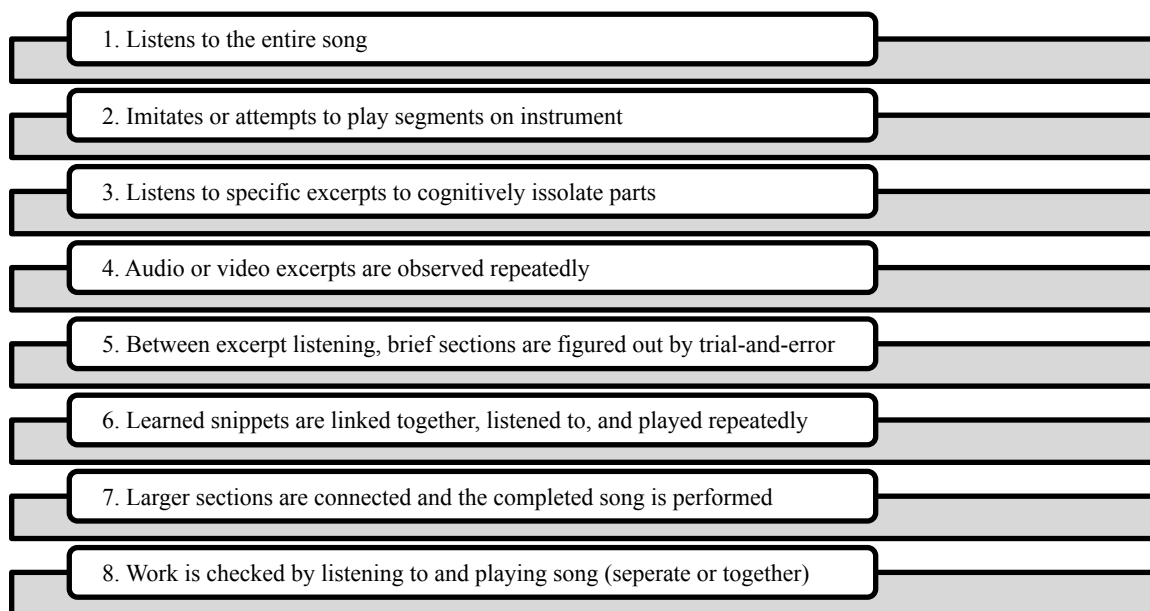 1. Listens to the entire song
2. Imitates or attempts to play segments on instrument
3. Listens to specific excerpts to cognitively issolate parts
4. Audio or video excerpts are observed repeatedly
5. Between excerpt listening, brief sections are figured out by trial-and-error
6. Learned snippets are linked together, listened to, and played repeatedly
7. Larger sections are connected and the completed song is performed
8. Work is checked by listening to and playing song (seperate or together)